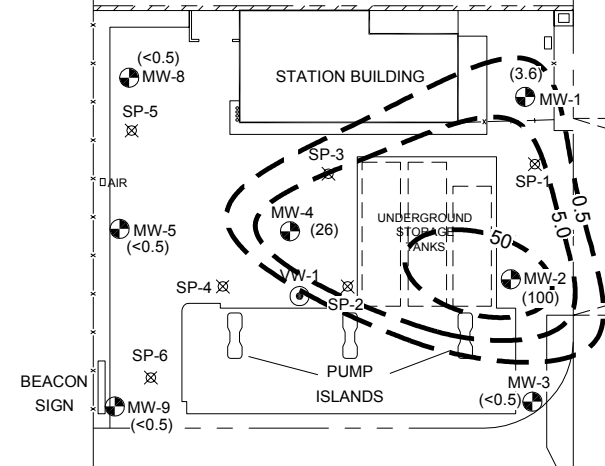 (<0.5)
MW-8
STATION BUILDING
(3.6)
MW-1
SP-5
SP-3
SP-1
AIR
MW-4
(26)
UNDERGROUND
STORAGE
TANKS
0.5
5.0
50
MW-5
(<0.5)
MW-2
(100)
SP-4
VW-1
SP-2
SP-6
PUMP
ISLANDS
BEACON
SIGN
MW-9
(<0.5)
MW-3
(<0.5)